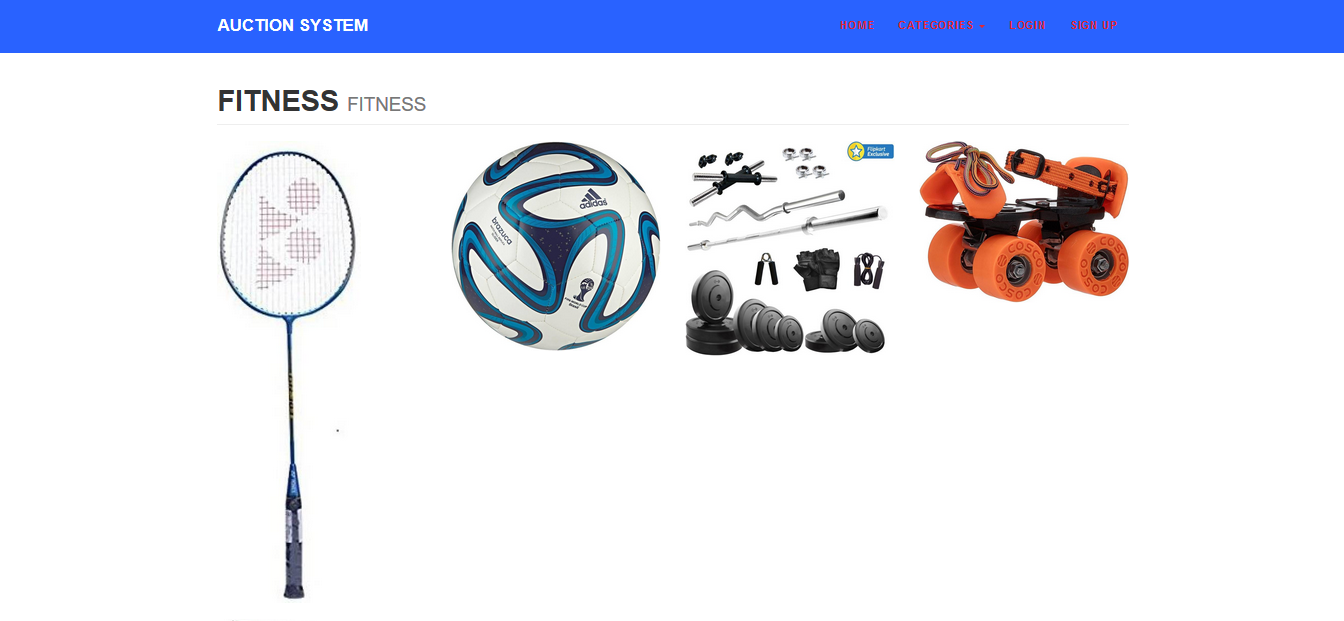 AUCTION SYSTEM
HOME CATEGORIES LOGIN SIGN UP
FITNESS FITNESS
adidas
brazuca
Flipkart
Exclusive
COSCO
COSCO